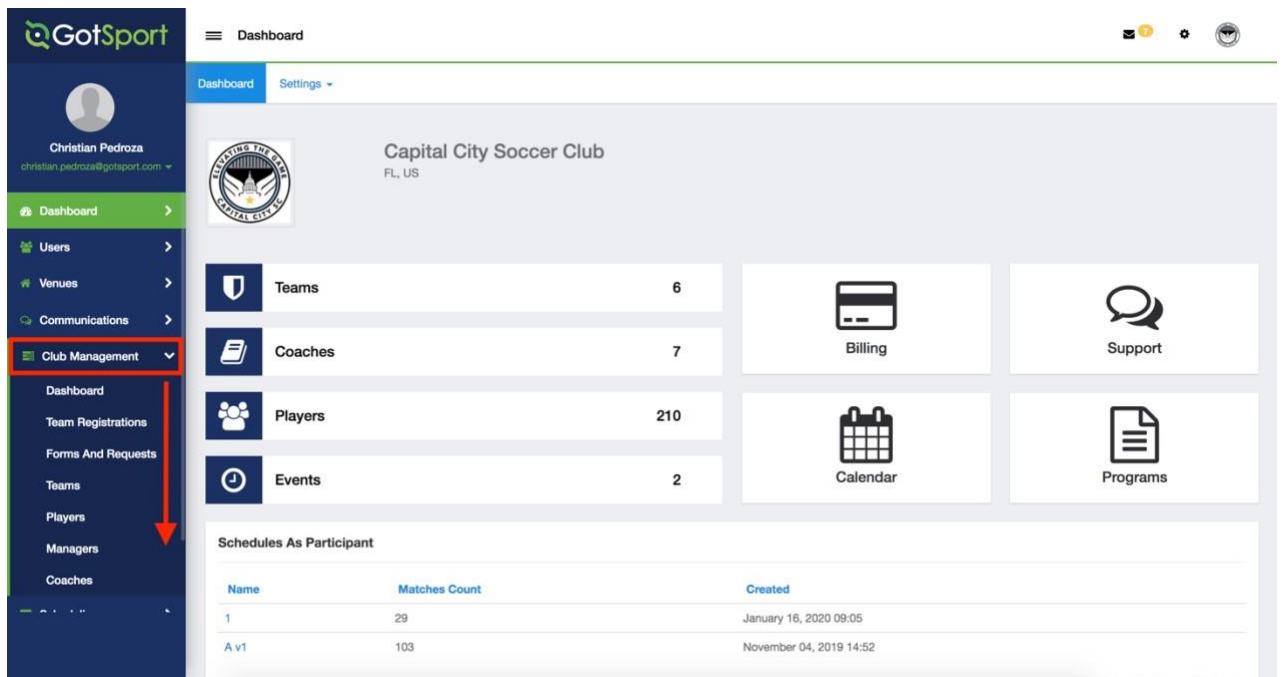 GotSport
Dashboard
7
Dashboard
Settings
Christian Pedroza
christian.pedroza@gotsport.com
Dashboard
Users
Venues
Communications
Club Management
Dashboard
Team Registrations
Forms And Requests
Teams
Players
Managers
Coaches
ELEVATING THE GAME
CAPITAL CITY SC
Capital City Soccer Club
FL, US
Teams 6
Coaches 7
Players 210
Events 2
Billing
Support
Calendar
Programs
Schedules As Participant
Name Matches Count Created
1 29 January 16, 2020 09:05
A v1 103 November 04, 2019 14:52